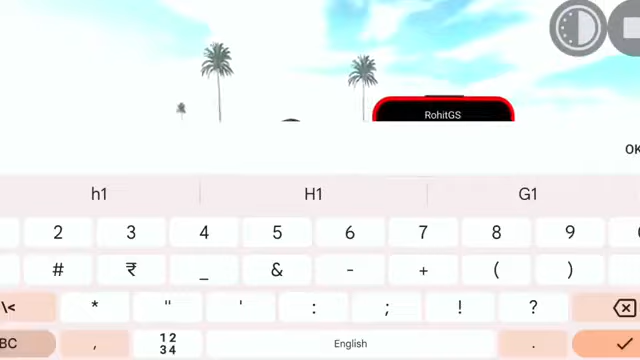 RohitGS
OK
h1 H1 G1
2 3 4 5 6 7 8 9
# ₹ _ & - + ( )
\< * " ' : ; ! ?
BC , 12 34 English .